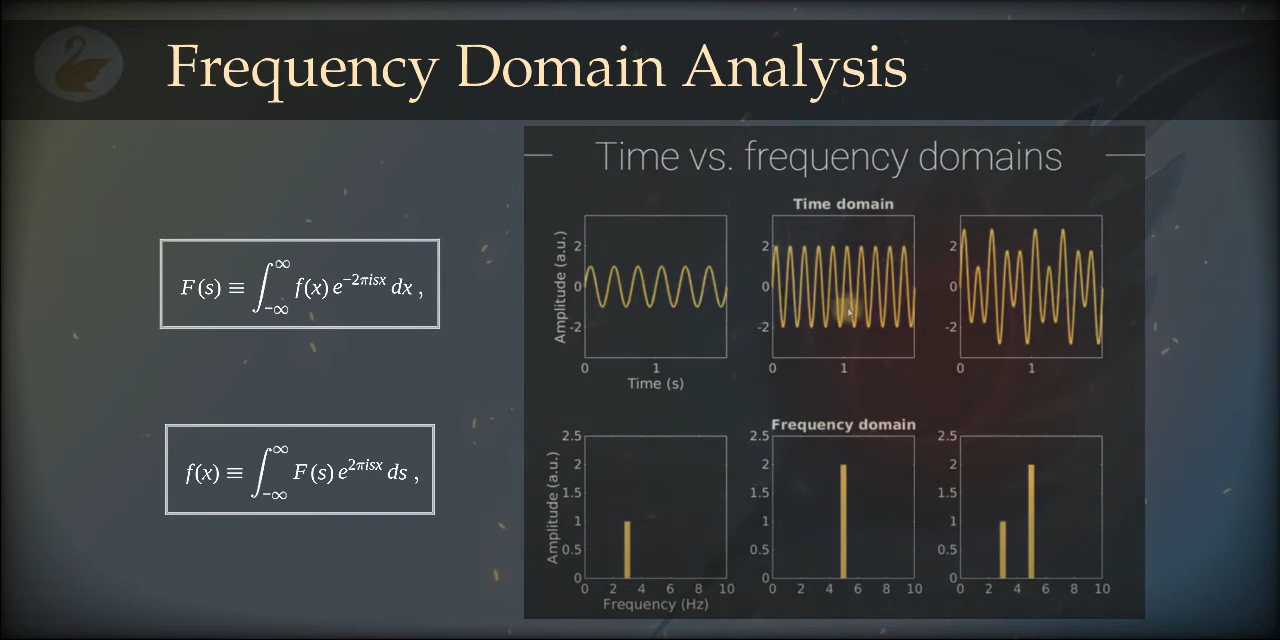 Frequency Domain Analysis
F(s) ≡ ∫_{-∞}^{∞} f(x) e^{-2πisx} dx ,
f(x) ≡ ∫_{-∞}^{∞} F(s) e^{2πisx} ds ,
Time vs. frequency domains
Time domain
Amplitude (a.u.)
2
0
-2
0 1
Time (s)
2
0
-2
0 1
2
0
-2
0 1
Frequency domain
Amplitude (a.u.)
2.5
2
1.5
1
0.5
0
0 2 4 6 8 10
Frequency (Hz)
2.5
2
1.5
1
0.5
0
0 2 4 6 8 10
2.5
2
1.5
1
0.5
0
0 2 4 6 8 10